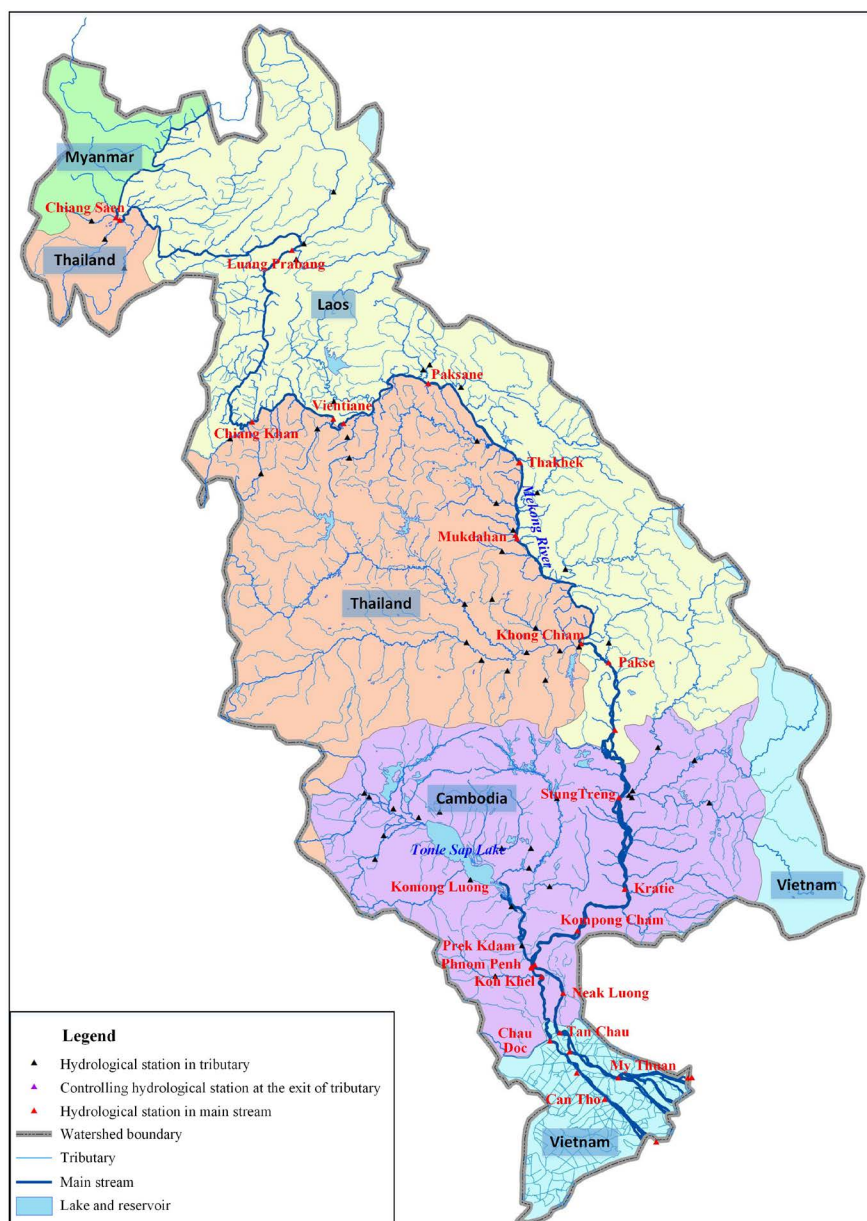 Myanmar
Chiang Saen
Thailand
Luang Prabang
Laos
Paksane
Vientiane
Chiang Khan
Thakhek
Mekong River
Mukdahan
Thailand
Khong Chiam
Pakse
StungTreng
Cambodia
Tonle Sap Lake
Komong Luong
Kratie
Vietnam
Kompong Cham
Prek Kdam
Phnom Penh
Koh Khel
Neak Luong
Chau
Doc
Tan Chau
My Thuan
Can Tho
Vietnam
Legend
Hydrological station in tributary
Controlling hydrological station at the exit of tributary
Hydrological station in main stream
Watershed boundary
Tributary
Main stream
Lake and reservoir